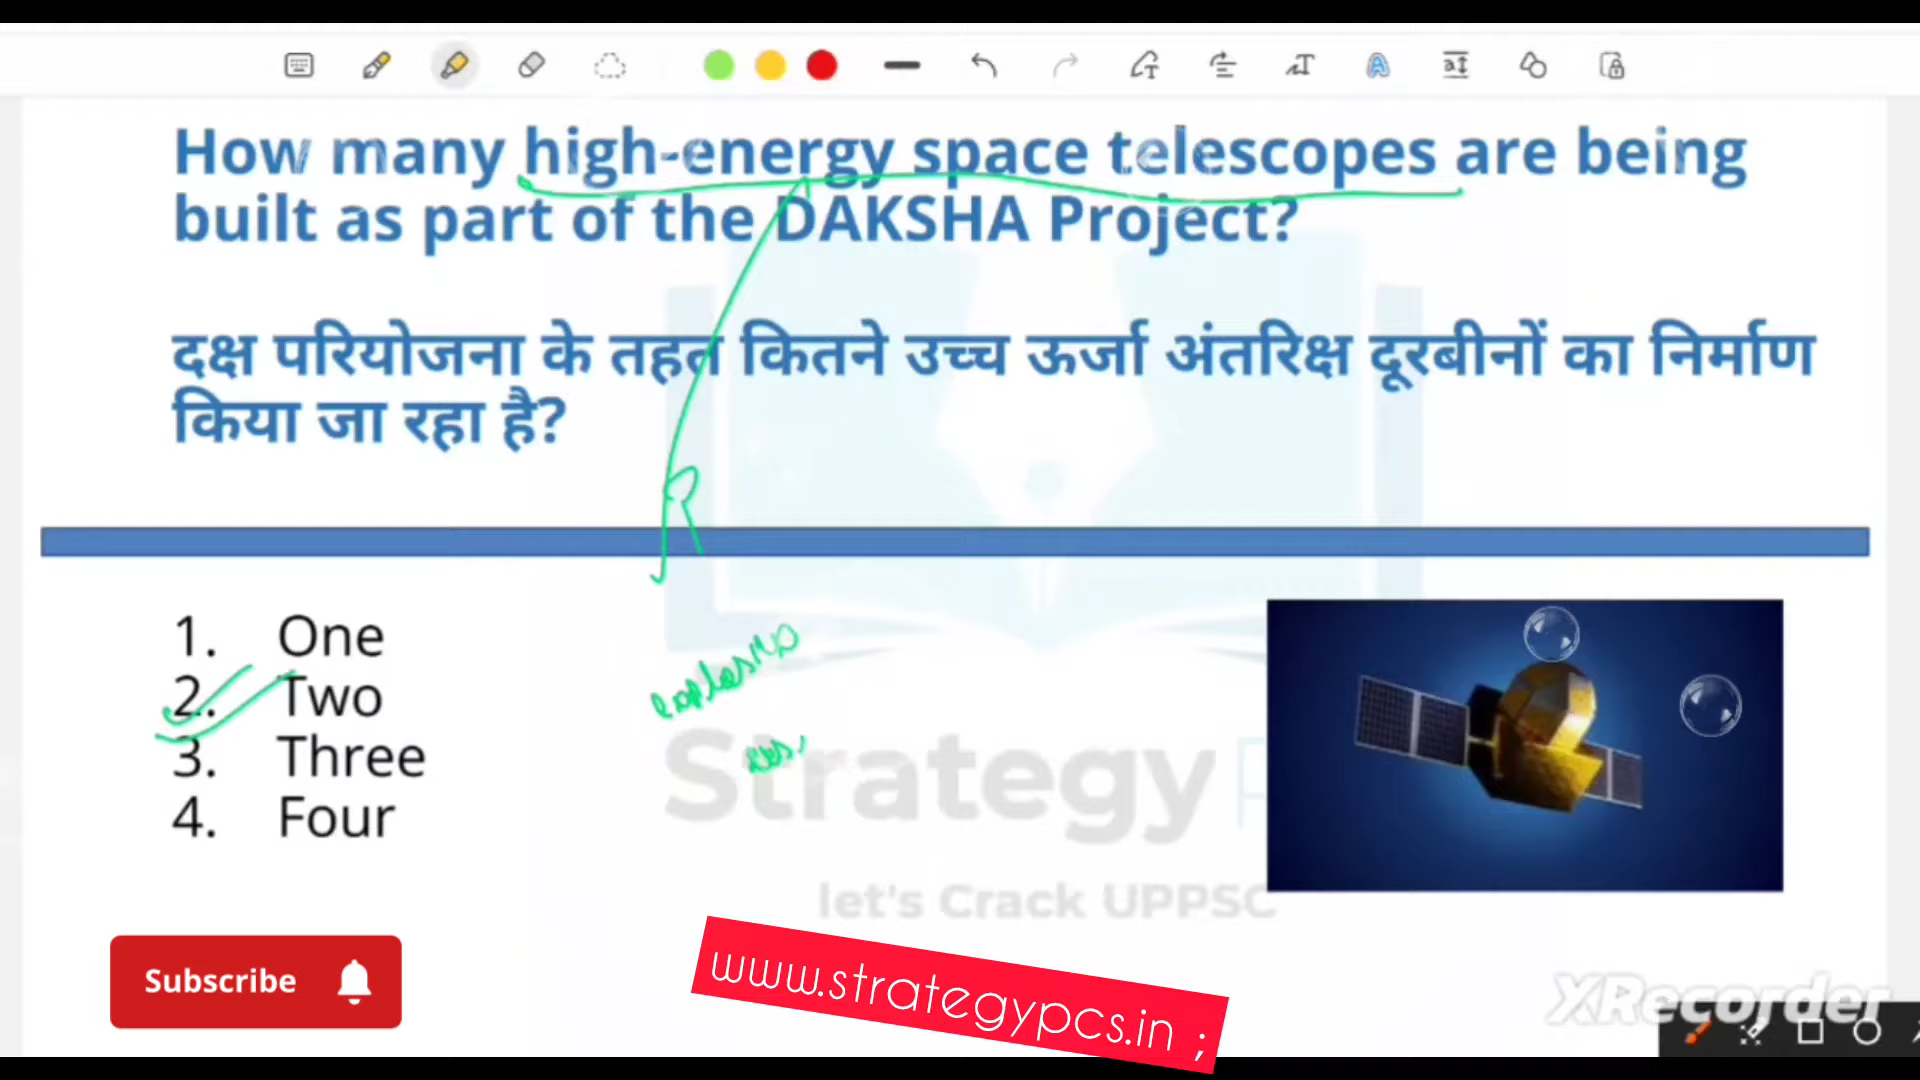 How many high-energy space telescopes are being
built as part of the DAKSHA Project?
दक्ष परियोजना के तहत कितने उच्च ऊर्जा अंतरिक्ष दूरबीनों का निर्माण
किया जा रहा है?
1. One
2. Two
3. Three
4. Four
Strategy P
let's Crack UPPSC
Subscribe
www.strategypcs.in ;
XRecorder